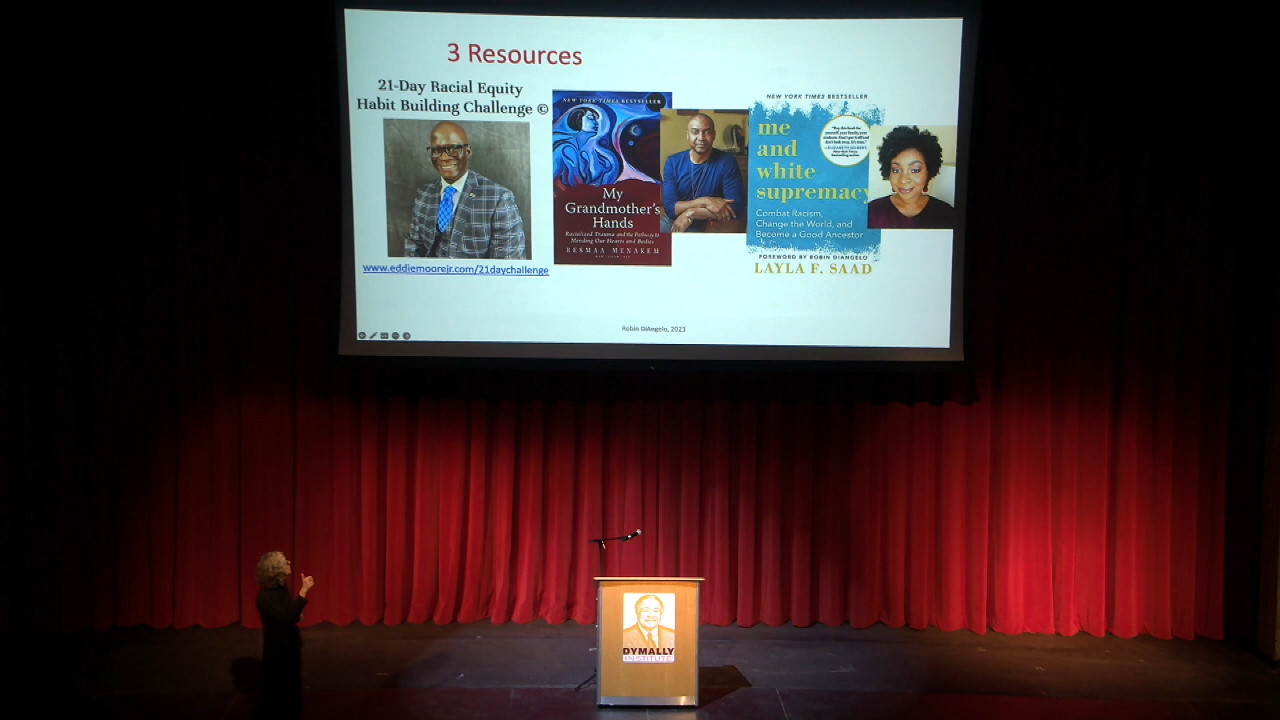 3 Resources
21-Day Racial Equity
Habit Building Challenge ©
www.eddiemoorejr.com/21daychallenge
NEW YORK TIMES BESTSELLER
My
Grandmother's
Hands
Racialized Trauma and the Pathway to
Mending Our Hearts and Bodies
RESMAA MENAKEM
NEW YORK TIMES BESTSELLER
me
and
white
supremacy
Combat Racism,
Change the World, and
Become a Good Ancestor
FOREWORD BY ROBIN DIANGELO
LAYLA F. SAAD
Robin DiAngelo, 2023
DYMALLY
INSTITUTE